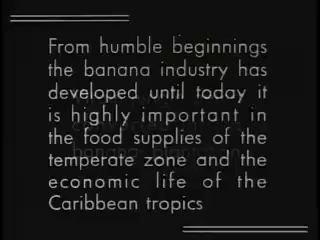 From humble beginnings
the banana industry has
developed until today it
is highly important in
the food supplies of the
temperate zone and the
economic life of the
Caribbean tropics